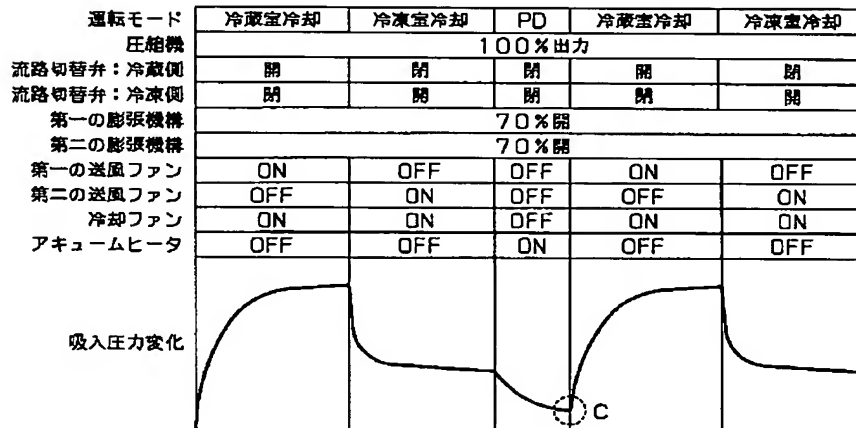 運転モード 冷蔵室冷却 冷凍室冷却 PD 冷蔵室冷却 冷凍室冷却
圧縮機 100%出力
流路切替弁：冷蔵側 開 閉 閉 開 閉
流路切替弁：冷凍側 閉 開 閉 閉 開
第一の膨張機構 70%開
第二の膨張機構 70%開
第一の送風ファン ON OFF OFF ON OFF
第二の送風ファン OFF ON OFF OFF ON
冷却ファン ON ON OFF ON ON
アキュームヒータ OFF OFF ON OFF OFF
吸入圧力変化
C